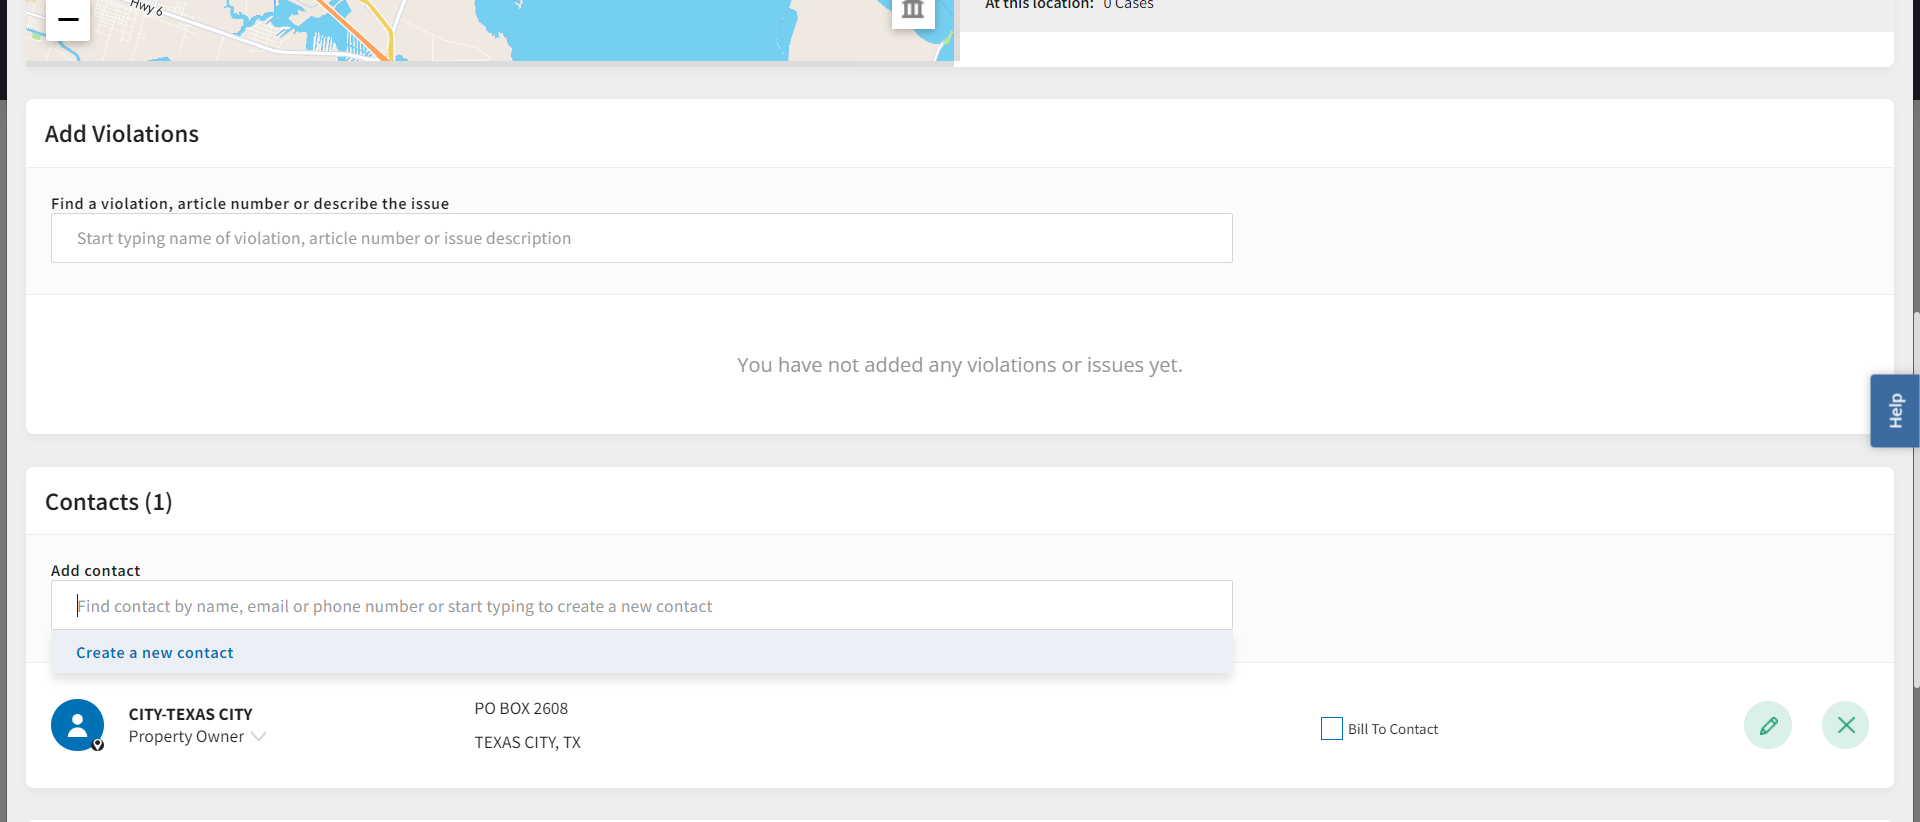 Hwy 6
At this location: 0 Cases
Add Violations
Find a violation, article number or describe the issue
Start typing name of violation, article number or issue description
You have not added any violations or issues yet.
Help
Contacts (1)
Add contact
Find contact by name, email or phone number or start typing to create a new contact
Create a new contact
CITY-TEXAS CITY
Property Owner
PO BOX 2608
TEXAS CITY, TX
Bill To Contact